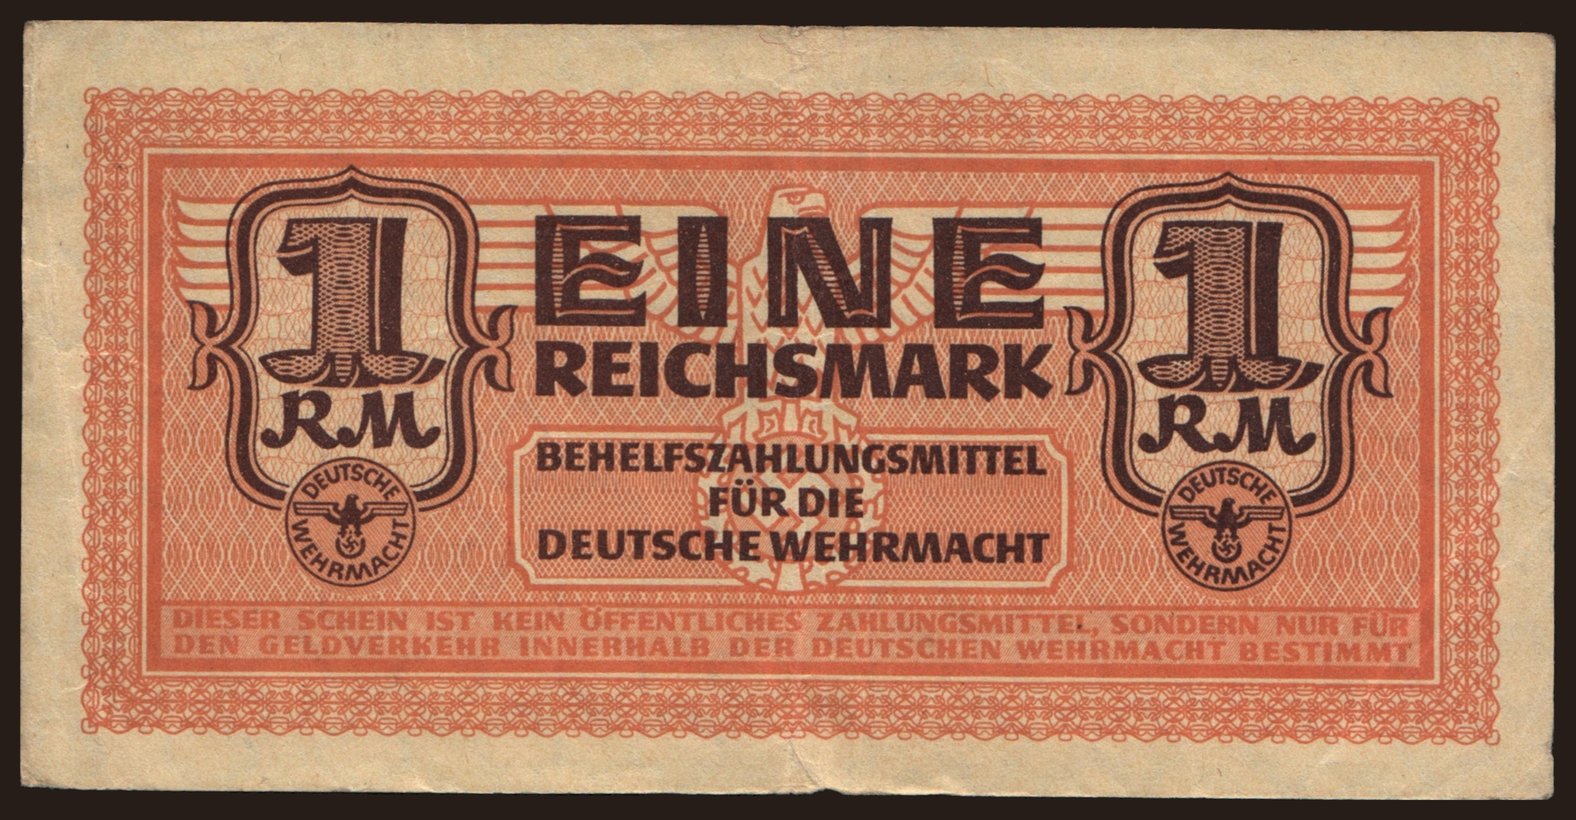 1 EINE 1
REICHSMARK
RM RM
BEHELFSZAHLUNGSMITTEL
FÜR DIE
DEUTSCHE WEHRMACHT
DEUTSCHE WEHRMACHT
DEUTSCHE WEHRMACHT
DIESER SCHEIN IST KEIN ÖFFENTLICHES ZAHLUNGSMITTEL, SONDERN NUR FÜR
DEN GELDVERKEHR INNERHALB DER DEUTSCHEN WEHRMACHT BESTIMMT